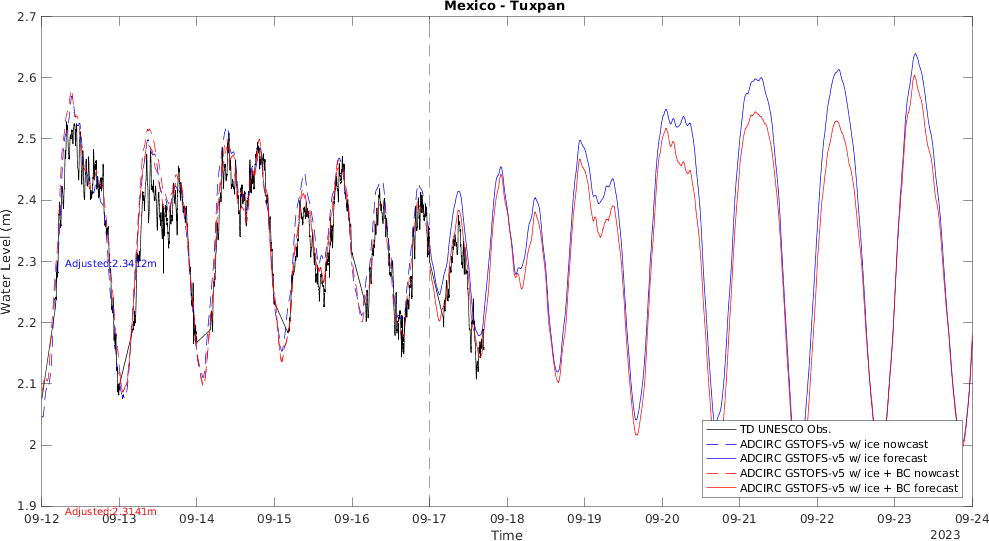 Mexico - Tuxpan
2.7
2.6
2.5
2.4
2.3
2.2
2.1
2
1.9
Water Level (m)
Adjusted:2.3412m
Adjusted:2.3141m
TD UNESCO Obs.
ADCIRC GSTOFS-v5 w/ ice nowcast
ADCIRC GSTOFS-v5 w/ ice forecast
ADCIRC GSTOFS-v5 w/ ice + BC nowcast
ADCIRC GSTOFS-v5 w/ ice + BC forecast
09-12 09-13 09-14 09-15 09-16 09-17 09-18 09-19 09-20 09-21 09-22 09-23 09-24
Time
2023